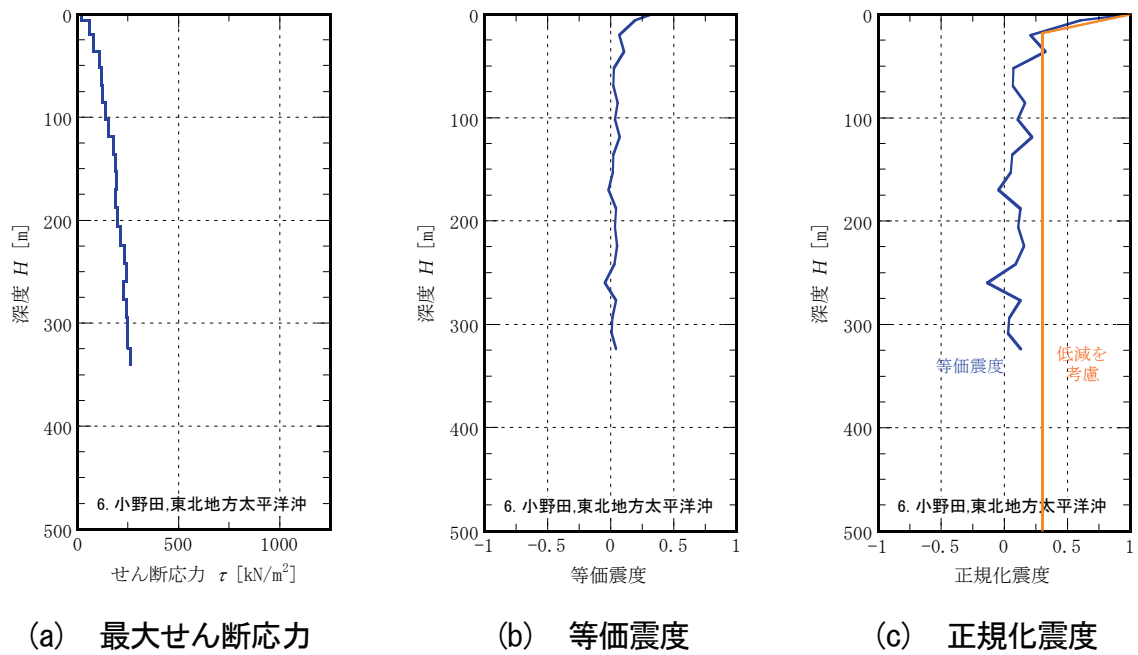 0
100
200
300
400
500
深度 H [m]
6. 小野田,東北地方太平洋沖
0 500 1000
せん断応力 τ [kN/m²]
(a) 最大せん断応力
0
100
200
300
400
500
深度 H [m]
6. 小野田,東北地方太平洋沖
-1 -0.5 0 0.5 1
等価震度
(b) 等価震度
0
100
200
300
400
500
深度 H [m]
等価震度
低減を
考慮
6. 小野田,東北地方太平洋沖
-1 -0.5 0 0.5 1
正規化震度
(c) 正規化震度